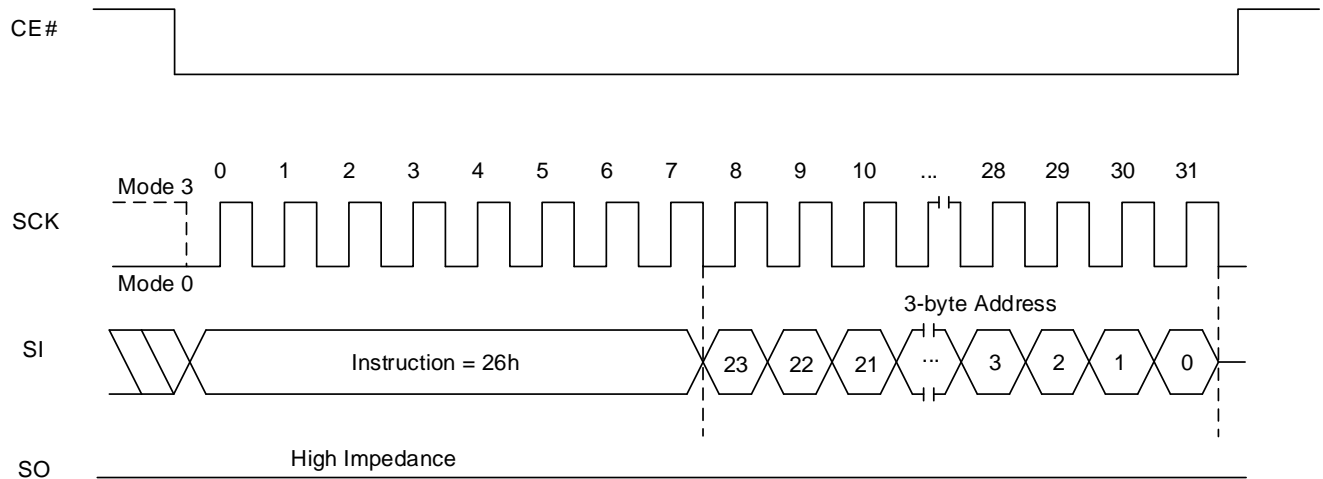 CE#
0 1 2 3 4 5 6 7 8 9 10 ... 28 29 30 31
Mode 3
SCK
Mode 0
3-byte Address
SI
Instruction = 26h
23 22 21 ... 3 2 1 0
High Impedance
SO